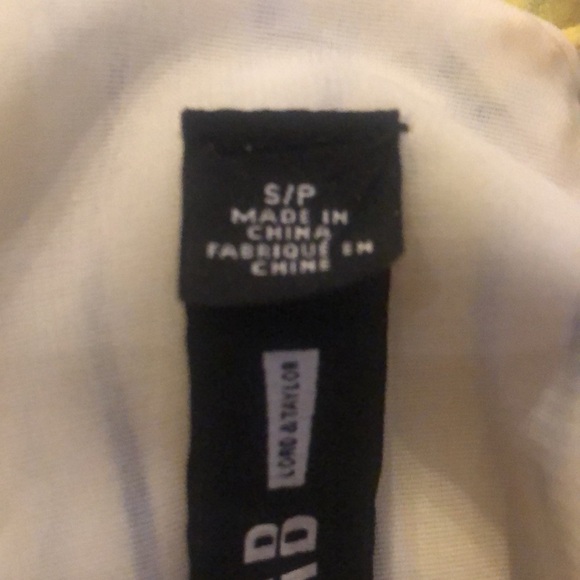 S/P
MADE IN
CHINA
FABRIQUÉ EN
CHINE
LORD & TAYLOR